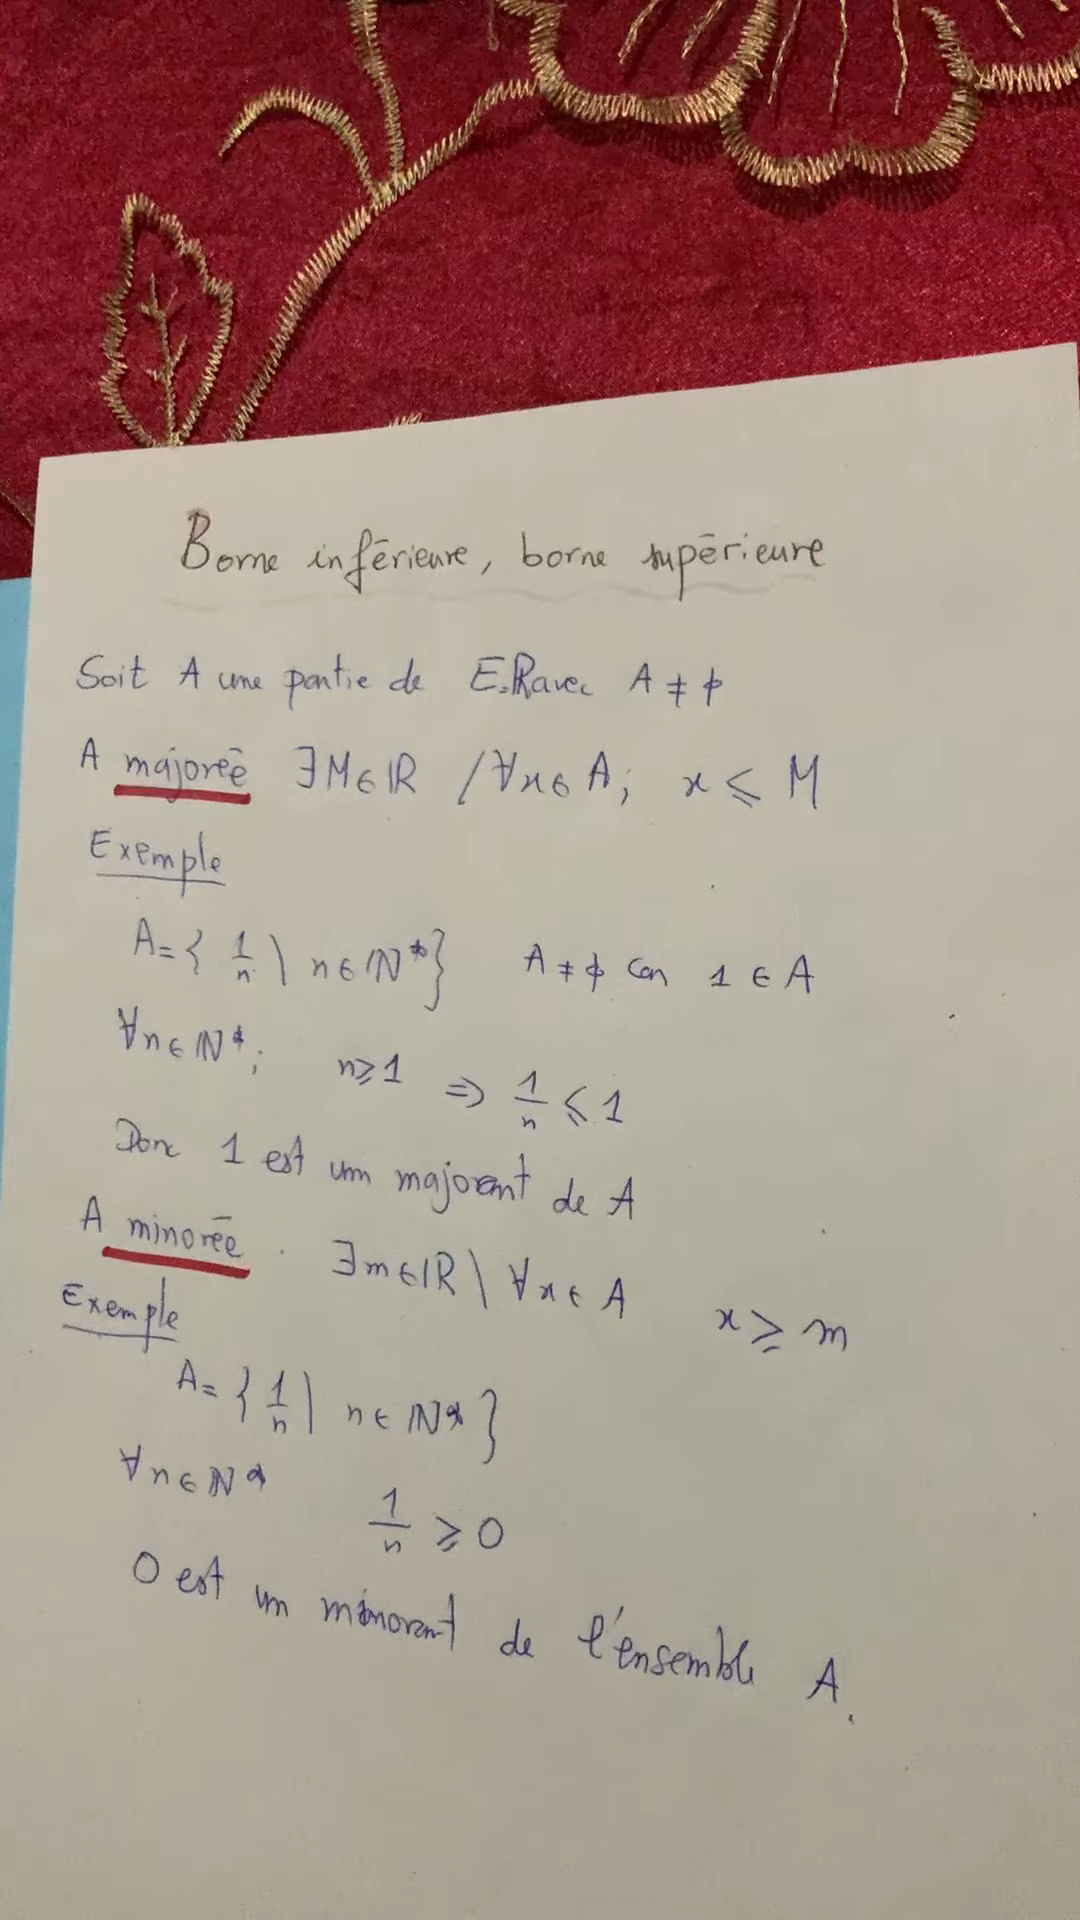 Borne inférieure, borne supérieure
Soit A une partie de E=ℝ avec A ≠ ∅
A majorée ∃M∈ℝ /∀x∈A; x ⩽ M
Exemple
A={ 1/n \ n∈ℕ*} A≠∅ car 1 ∈ A
∀n∈ℕ*; n⩾1 ⇒ 1/n ⩽ 1
Donc 1 est um majorant de A
A minorée . ∃m∈ℝ \ ∀x∈A x ⩾ m
Exemple
A={1/n | n∈ℕ*}
∀n∈ℕ* 1/n ⩾ 0
0 est un minorant de l'ensemble A.